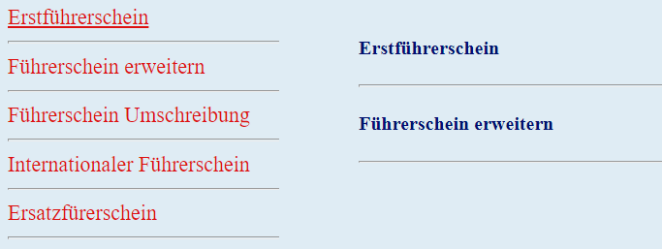 Erstführerschein
Führerschein erweitern
Führerschein Umschreibung
Internationaler Führerschein
Ersatzfürerschein
Erstführerschein
Führerschein erweitern